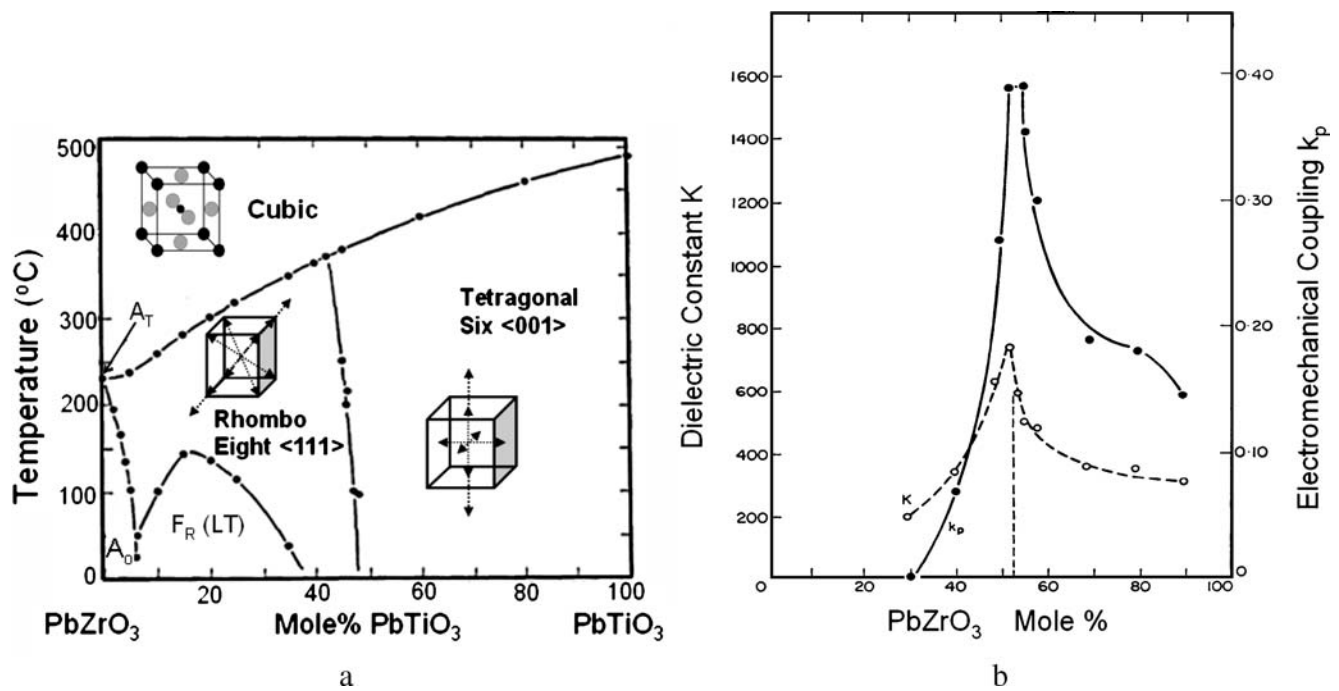 500
400
300
200
100
0
Temperature (ºC)
Cubic
A_T
Rhombo
Eight <111>
Tetragonal
Six <001>
F_R (LT)
A_0
20
40
60
80
100
PbZrO₃
Mole% PbTiO₃
PbTiO₃
a
1600
1400
1200
1000
800
600
400
200
Dielectric Constant K
0·40
0·30
0·20
0·10
0
Electromechanical Coupling k_p
K
k_p
0
20
40
60
80
100
PbZrO₃ Mole %
b